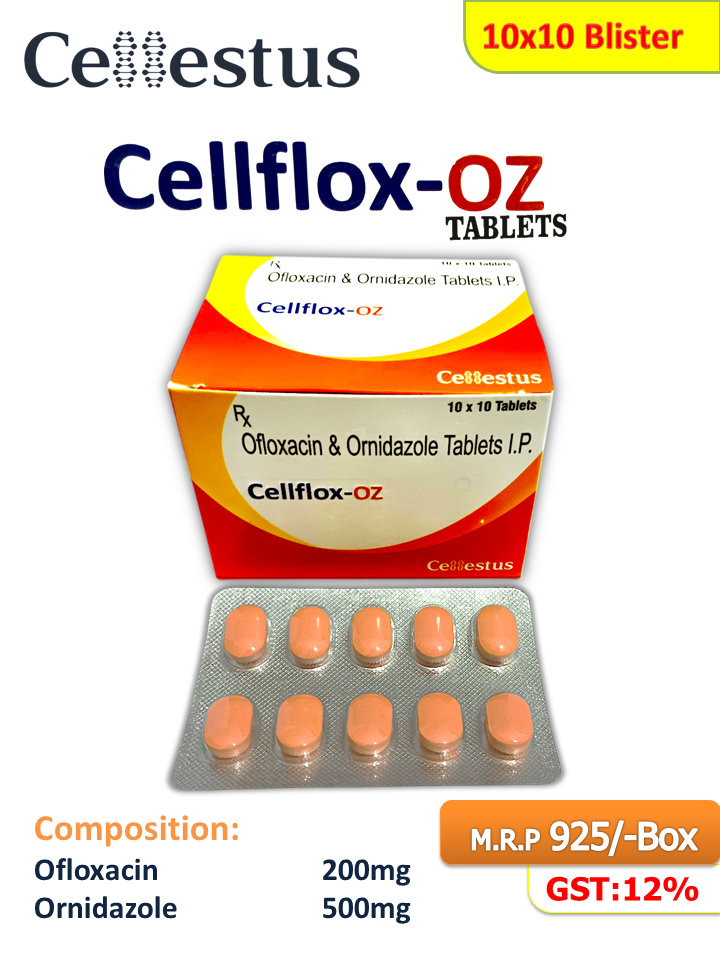 Cellestus
10x10 Blister
Cellflox-OZ
TABLETS
Rx
10 x 10 Tablets
Ofloxacin & Ornidazole Tablets I.P.
Cellflox-OZ
Cellestus
Rx
10 x 10 Tablets
Ofloxacin & Ornidazole Tablets I.P.
Cellflox-OZ
Cellestus
Composition:
Ofloxacin 200mg
Ornidazole 500mg
M.R.P 925/-Box
GST:12%